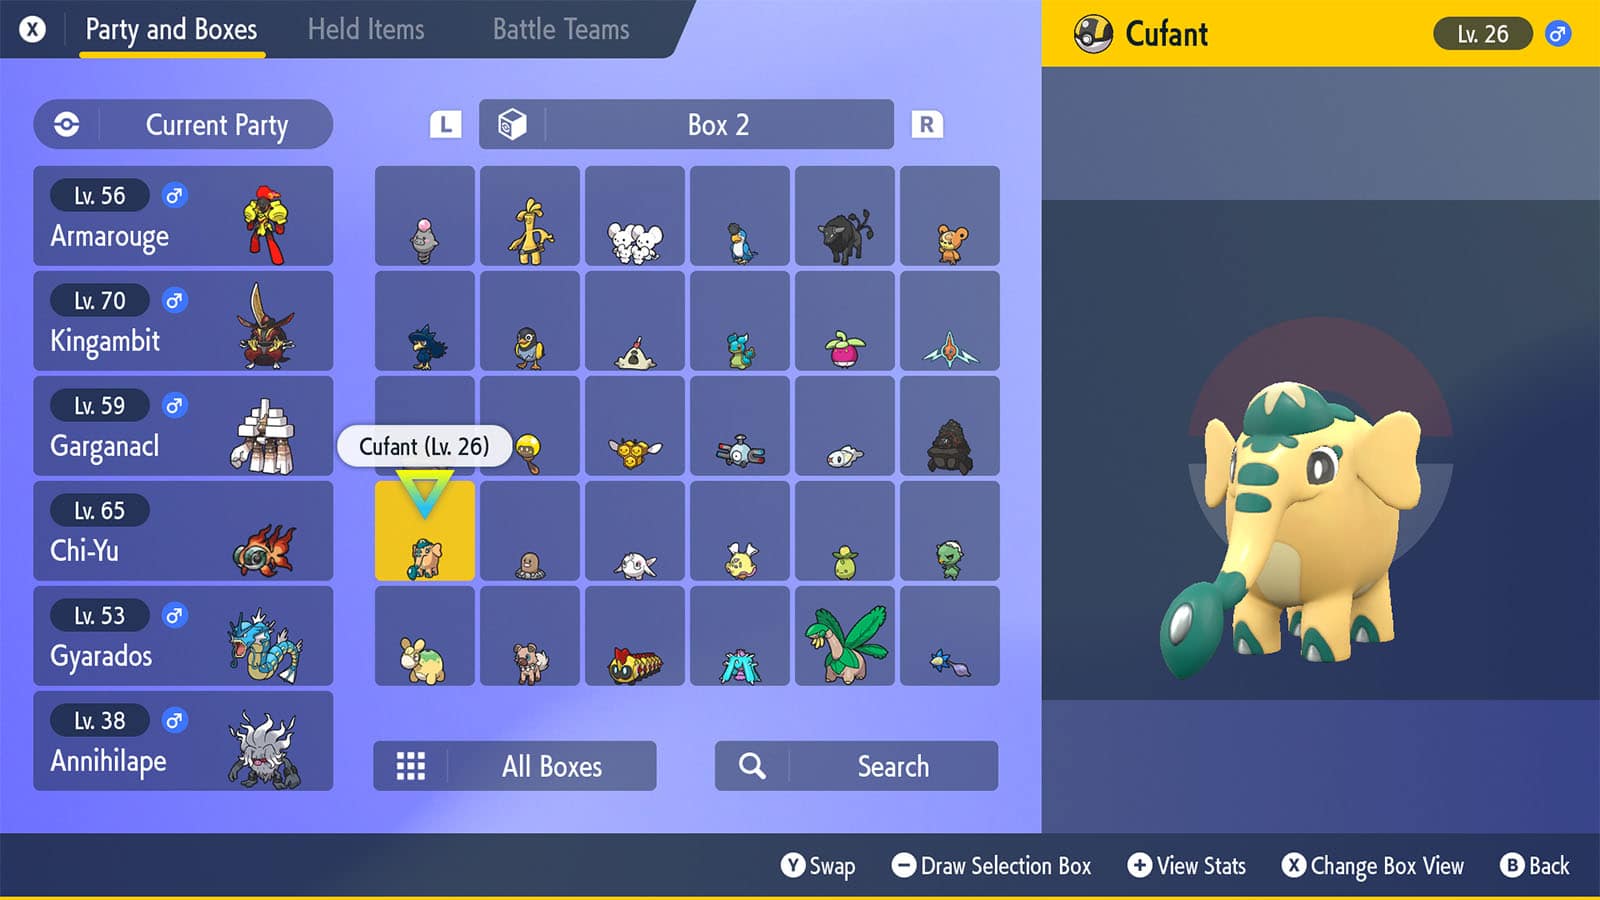 X Party and Boxes Held Items Battle Teams
Cufant Lv. 26 ♂
Current Party
L Box 2 R
Lv. 56 ♂
Armarouge
Lv. 70 ♂
Kingambit
Lv. 59 ♂
Garganacl
Cufant (Lv. 26)
Lv. 65
Chi-Yu
Lv. 53 ♂
Gyarados
Lv. 38 ♂
Annihilape
All Boxes Search
Y Swap − Draw Selection Box + View Stats X Change Box View B Back